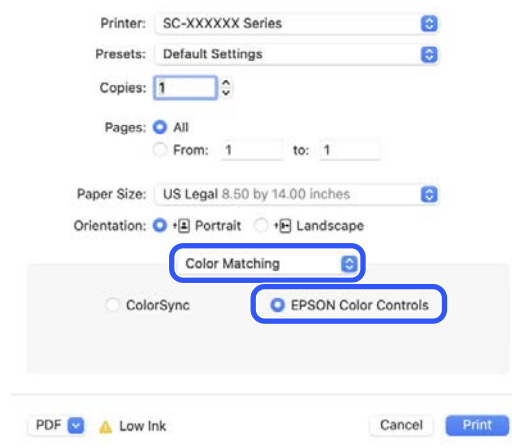 Printer: SC-XXXXXX Series
Presets: Default Settings
Copies: 1
Pages: All
From: 1 to: 1
Paper Size: US Legal 8.50 by 14.00 inches
Orientation: Portrait Landscape
Color Matching
ColorSync EPSON Color Controls
PDF Low Ink Cancel Print